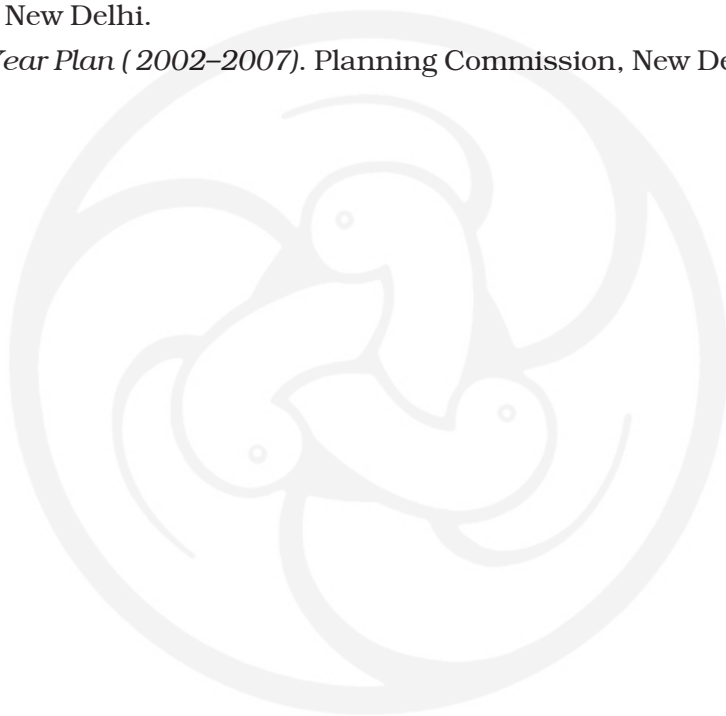 New Delhi.
Year Plan ( 2002–2007). Planning Commission, New De